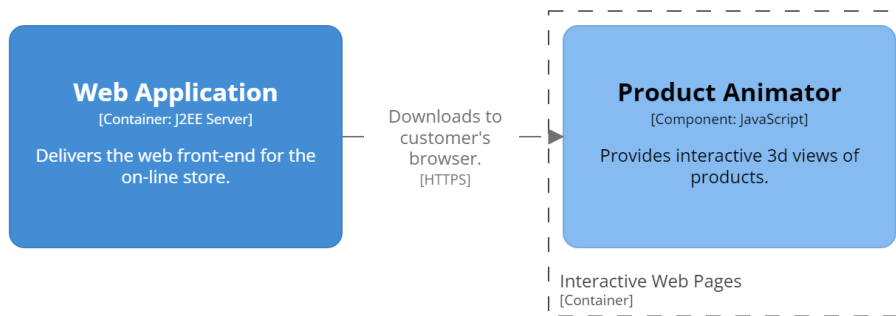 Web Application
[Container: J2EE Server]
Delivers the web front-end for the
on-line store.
Downloads to
customer's
browser.
[HTTPS]
Product Animator
[Component: JavaScript]
Provides interactive 3d views of
products.
Interactive Web Pages
[Container]